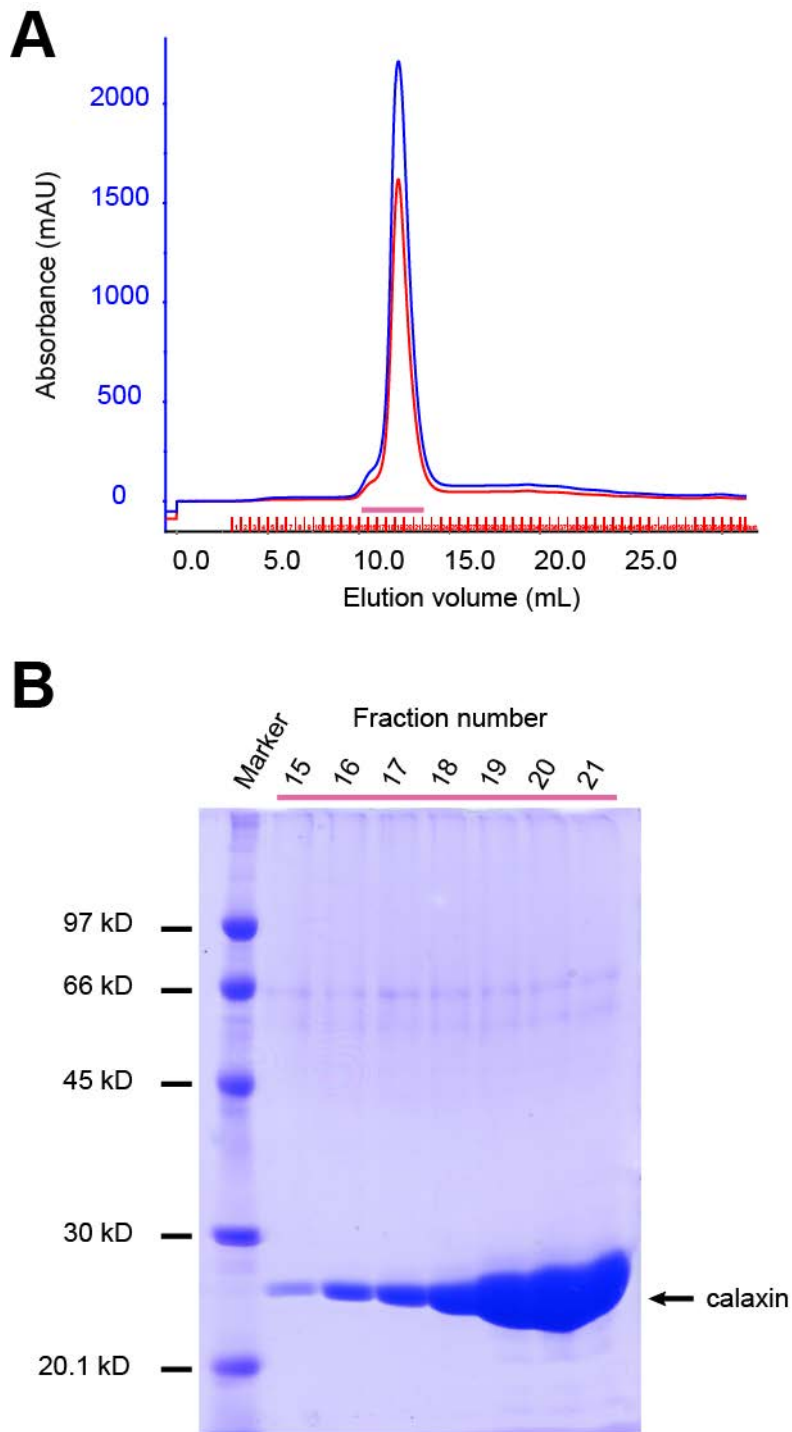 A
Absorbance (mAU)
2000
1500
1000
500
0
0.0 5.0 10.0 15.0 20.0 25.0
Elution volume (mL)
B
Fraction number
Marker 15 16 17 18 19 20 21
97 kD
66 kD
45 kD
30 kD
calaxin
20.1 kD